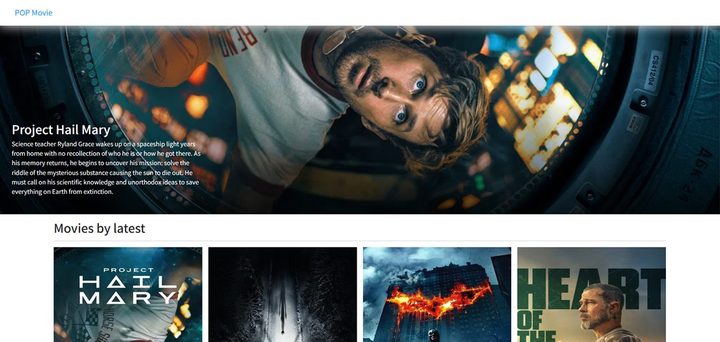 POP Movie
Project Hail Mary
Science teacher Ryland Grace wakes up on a spaceship light years
from home with no recollection of who he is or how he got there. As
his memory returns, he begins to uncover his mission: solve the
riddle of the mysterious substance causing the sun to die out. He
must call on his scientific knowledge and unorthodox ideas to save
everything on Earth from extinction.
Movies by latest
PROJECT
HAIL
MARY
HEART
OF
THE